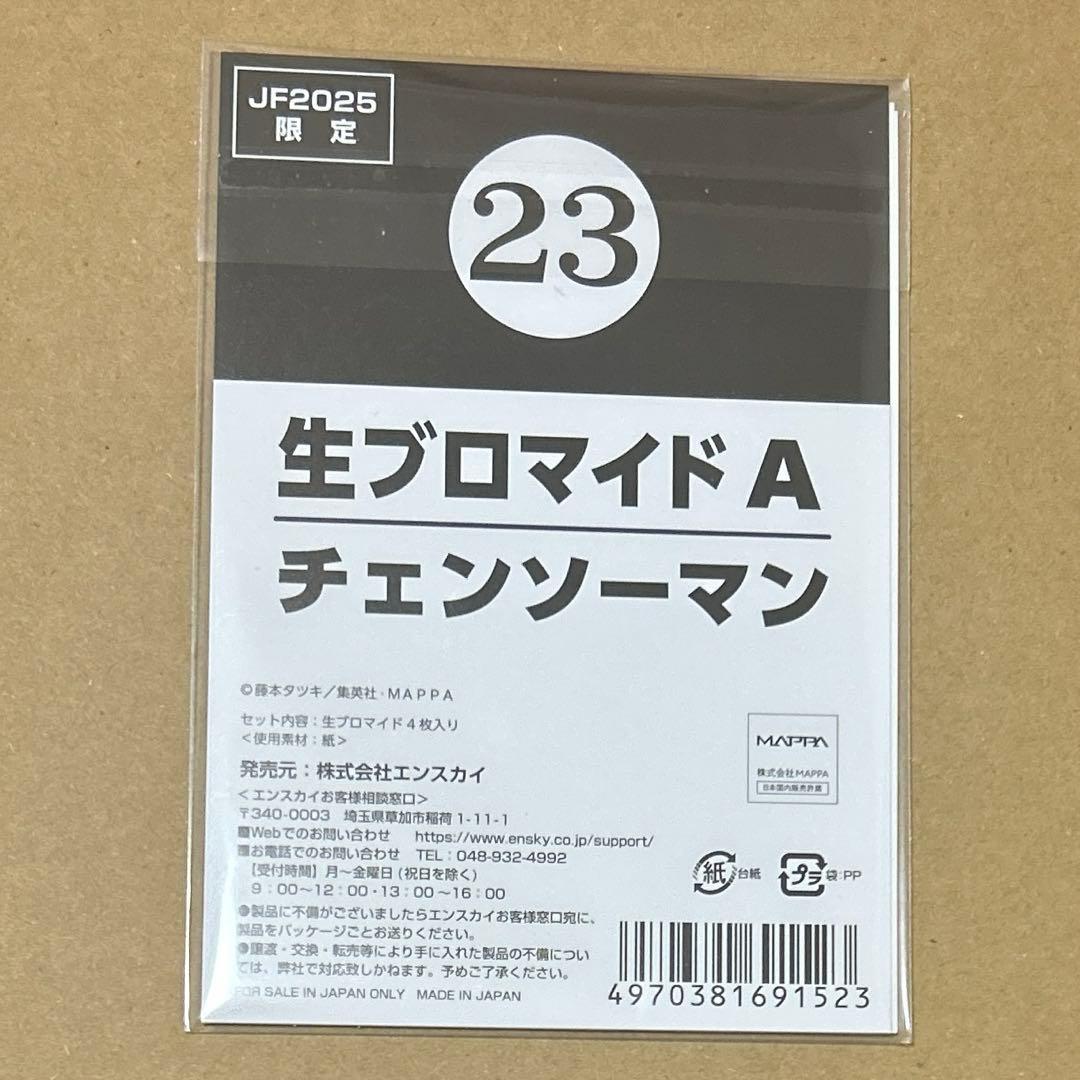 JF2025
限 定
23
生ブロマイド A
チェンソーマン
©藤本タツキ／集英社・MAPPA
セット内容：生ブロマイド4枚入り
＜使用素材：紙＞
発売元：株式会社エンスカイ
＜エンスカイお客様相談窓口＞
〒340-0003 埼玉県草加市稲荷1-11-1
■Webでのお問い合わせ https://www.ensky.co.jp/support/
■お電話でのお問い合わせ TEL：048-932-4992
【受付時間】月〜金曜日(祝日を除く)
9：00〜12：00・13：00〜16：00
●製品に不備がございましたらエンスカイお客様窓口宛に、
製品をパッケージごとお送りください。
●譲渡・交換・転売等により手に入れた製品の不備につい
ては、弊社で対応致しかねます。予めご了承ください。
FOR SALE IN JAPAN ONLY MADE IN JAPAN
MAPPA
株式会社MAPPA
日本国内販売許諾
紙 台紙
プラ 袋:PP
4970381691523